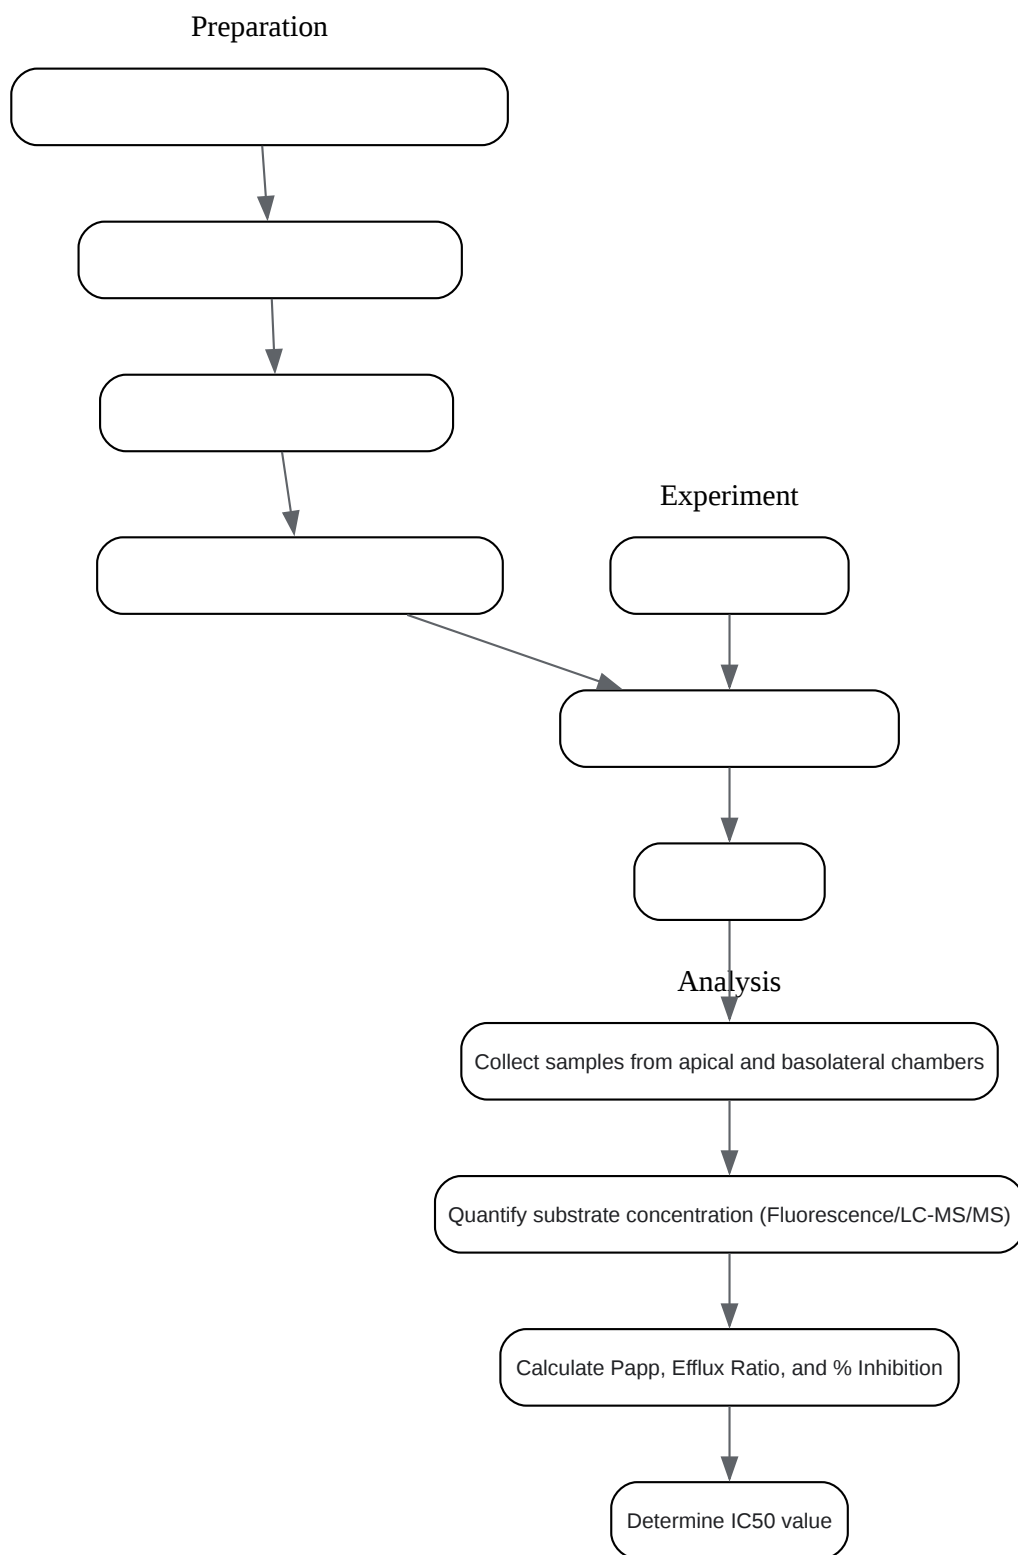 Preparation
Experiment
Analysis
Collect samples from apical and basolateral chambers
Quantify substrate concentration (Fluorescence/LC-MS/MS)
Calculate Papp, Efflux Ratio, and % Inhibition
Determine IC50 value